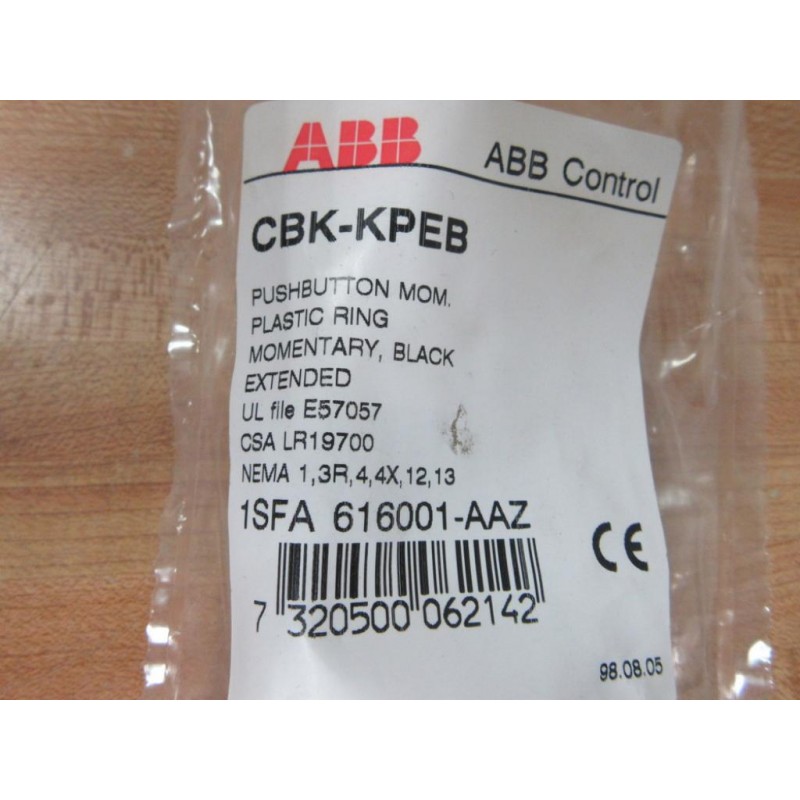 ABB ABB Control
CBK-KPEB
PUSHBUTTON MOM.
PLASTIC RING
MOMENTARY, BLACK
EXTENDED
UL file E57057
CSA LR19700
NEMA 1,3R,4,4X,12,13
1SFA 616001-AAZ
CE
7 320500 062142
98.08.05